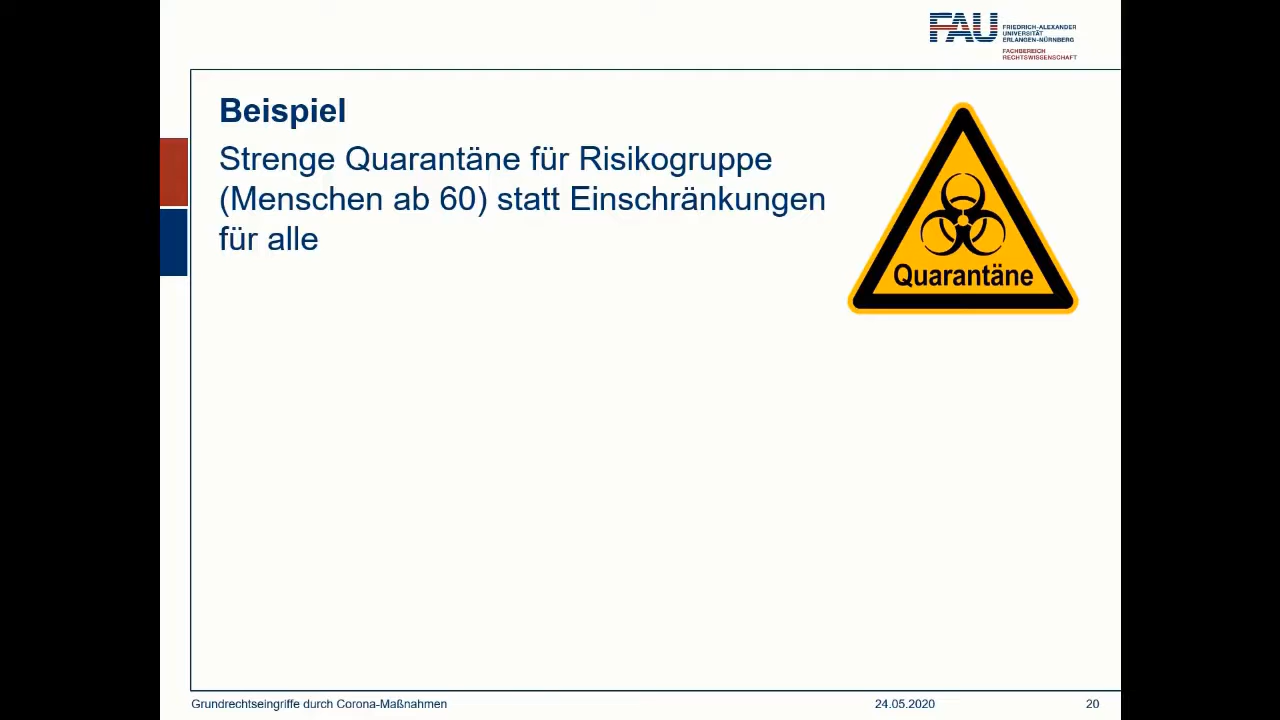 FAU
FRIEDRICH-ALEXANDER
UNIVERSITÄT
ERLANGEN-NÜRNBERG
FACHBEREICH
RECHTSWISSENSCHAFT
Beispiel
Strenge Quarantäne für Risikogruppe
(Menschen ab 60) statt Einschränkungen
für alle
Quarantäne
Grundrechtseingriffe durch Corona-Maßnahmen
24.05.2020
20